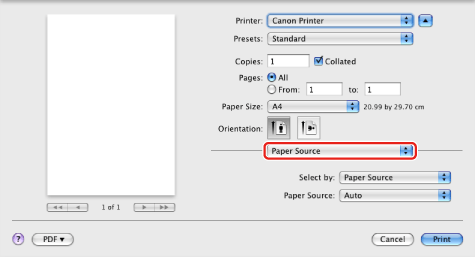 Printer: Canon Printer
Presets: Standard
Copies: 1 Collated
Pages: All
From: 1 to: 1
Paper Size: A4 20.99 by 29.70 cm
Orientation:
Paper Source
Select by: Paper Source
Paper Source: Auto
1 of 1
? PDF ▼ Cancel Print